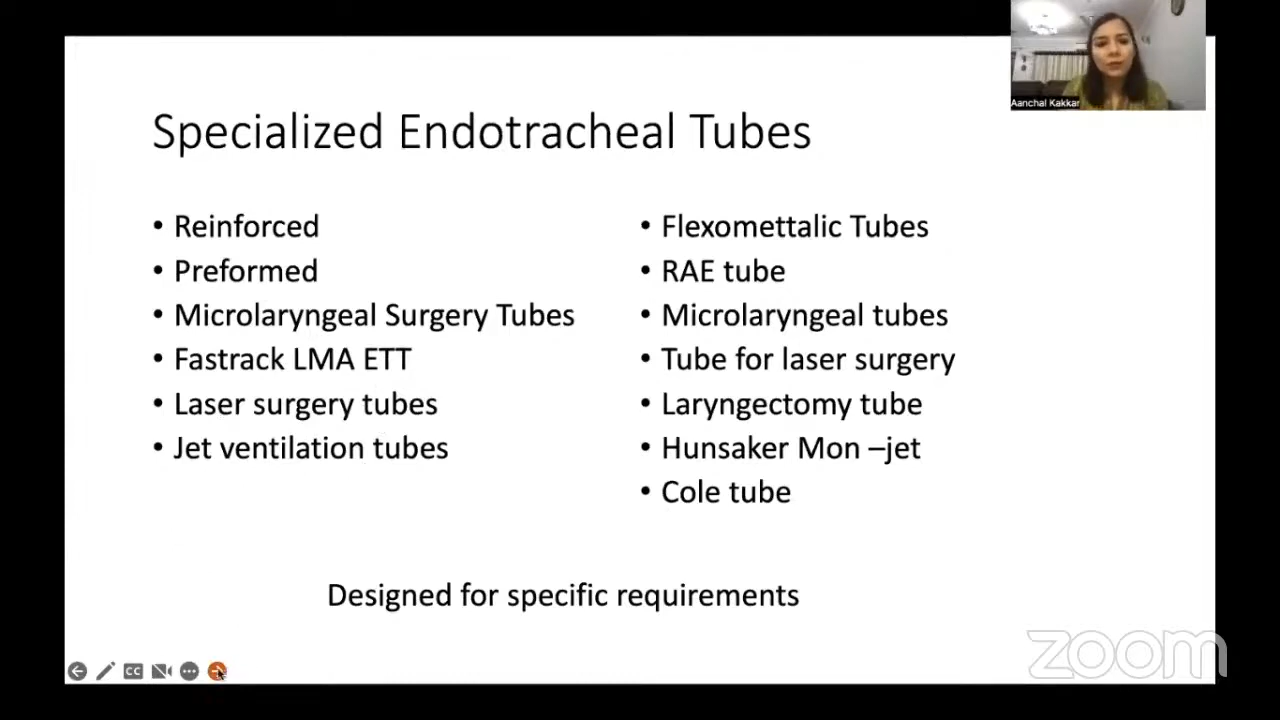 Aanchal Kakkar
Specialized Endotracheal Tubes
• Reinforced
• Preformed
• Microlaryngeal Surgery Tubes
• Fastrack LMA ETT
• Laser surgery tubes
• Jet ventilation tubes
• Flexomettalic Tubes
• RAE tube
• Microlaryngeal tubes
• Tube for laser surgery
• Laryngectomy tube
• Hunsaker Mon –jet
• Cole tube
Designed for specific requirements
CC
zoom